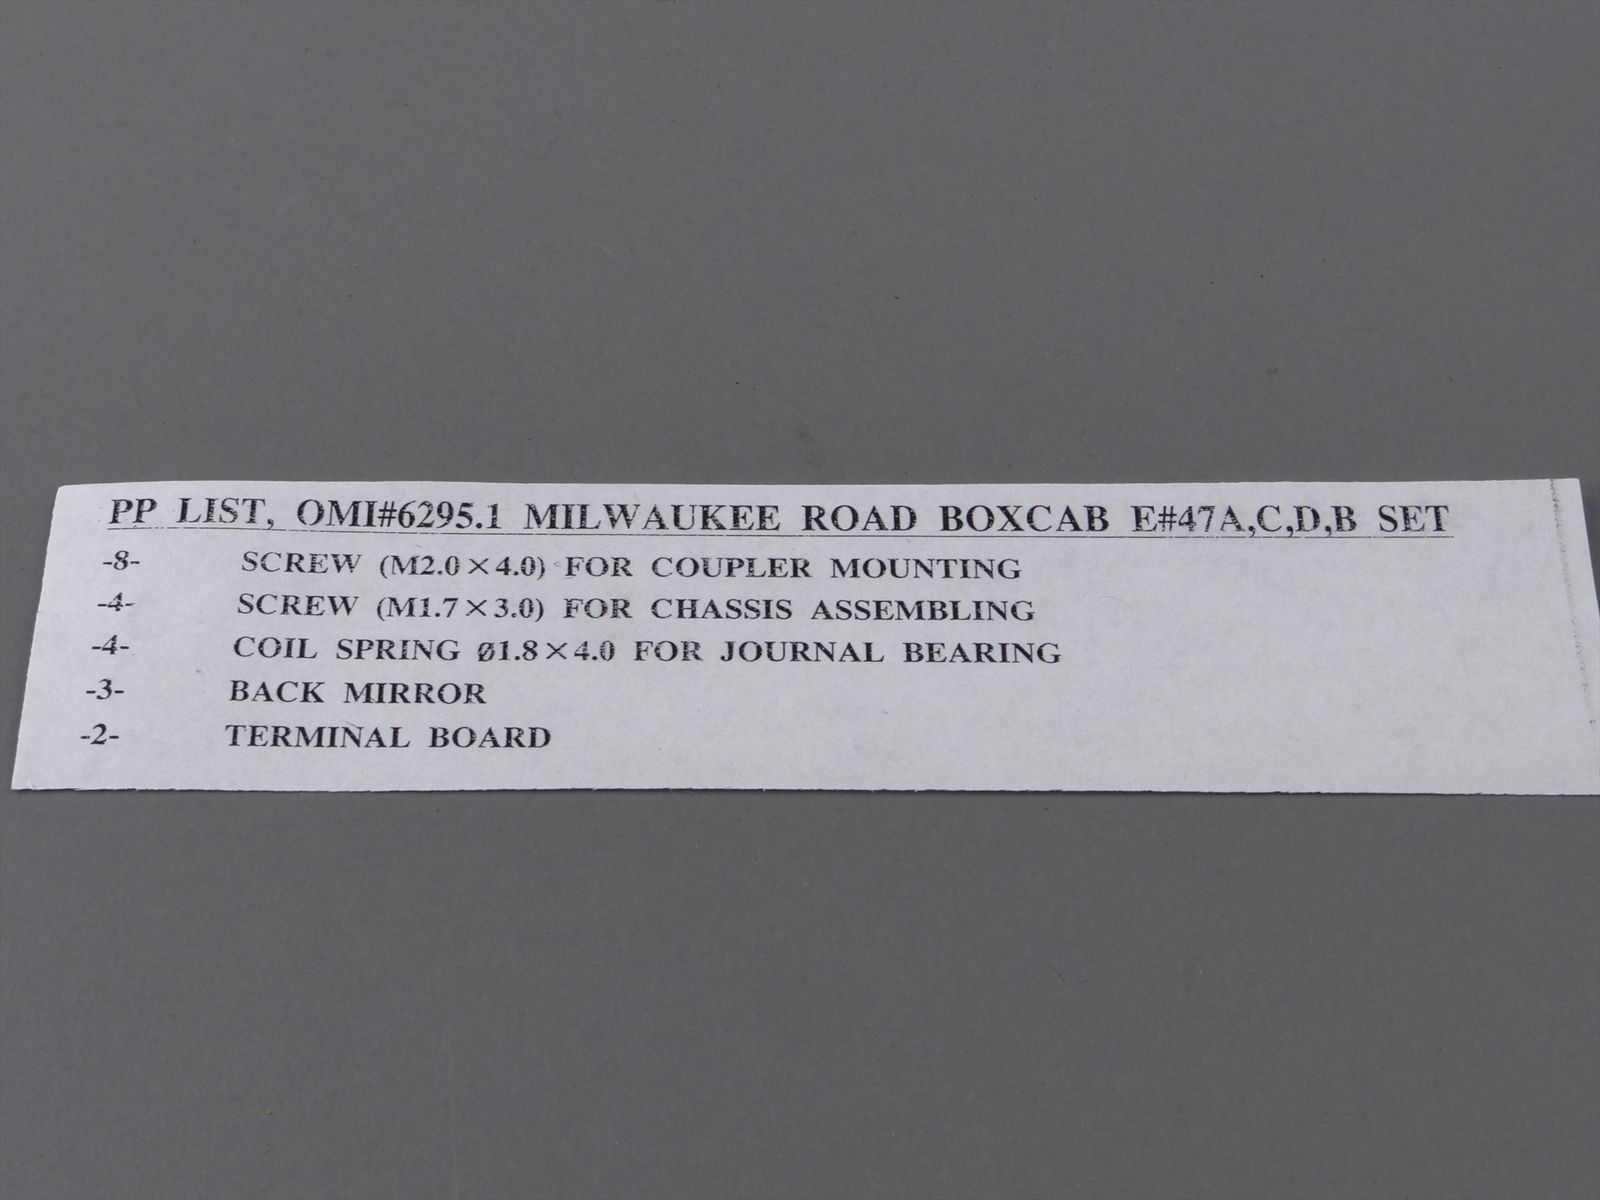 PP LIST, OMI#6295.1 MILWAUKEE ROAD BOXCAB E#47A,C,D,B SET
-8- SCREW (M2.0×4.0) FOR COUPLER MOUNTING
-4- SCREW (M1.7×3.0) FOR CHASSIS ASSEMBLING
-4- COIL SPRING ø1.8×4.0 FOR JOURNAL BEARING
-3- BACK MIRROR
-2- TERMINAL BOARD